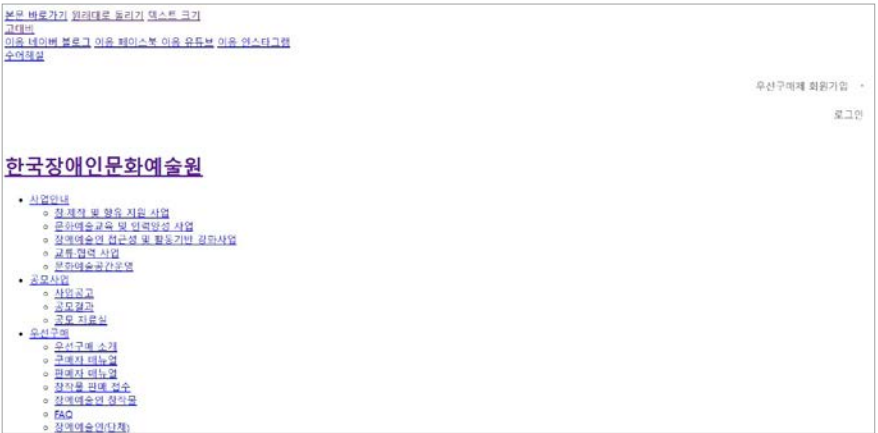 본문 바로가기 원래대로 돌리기 텍스트 크기
고대비
이음 네이버 블로그 이음 페이스북 이음 유튜브 이음 인스타그램
수어해설
우선구매제 회원가입
로그인
한국장애인문화예술원
사업안내
창·제작 및 향유 지원 사업
문화예술교육 및 인력양성 사업
장애예술인 접근성 및 활동기반 강화사업
교류·협력 사업
문화예술공간운영
공모사업
사업공고
공모결과
공모 자료실
우선구매
우선구매 소개
구매자 매뉴얼
판매자 매뉴얼
창작물 판매 접수
장애예술인 창작물
FAQ
장애예술인(단체)